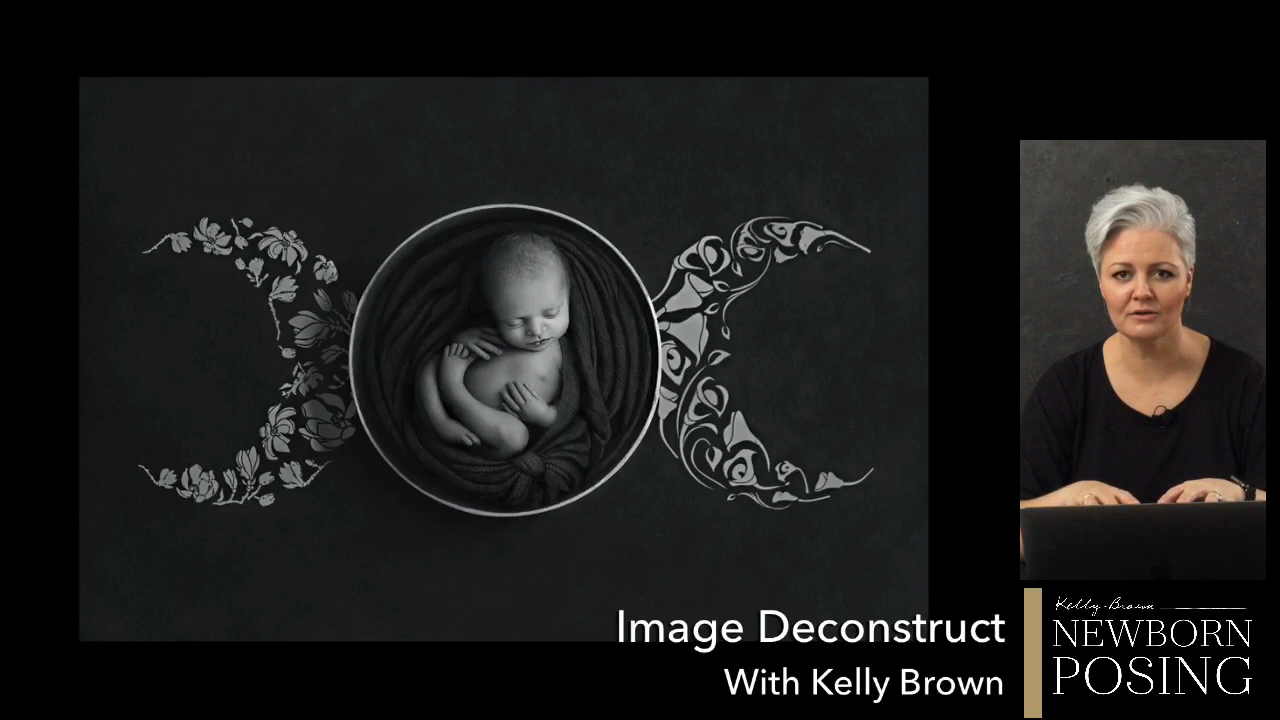 Image Deconstruct
With Kelly Brown
Kelly Brown
NEWBORN
POSING